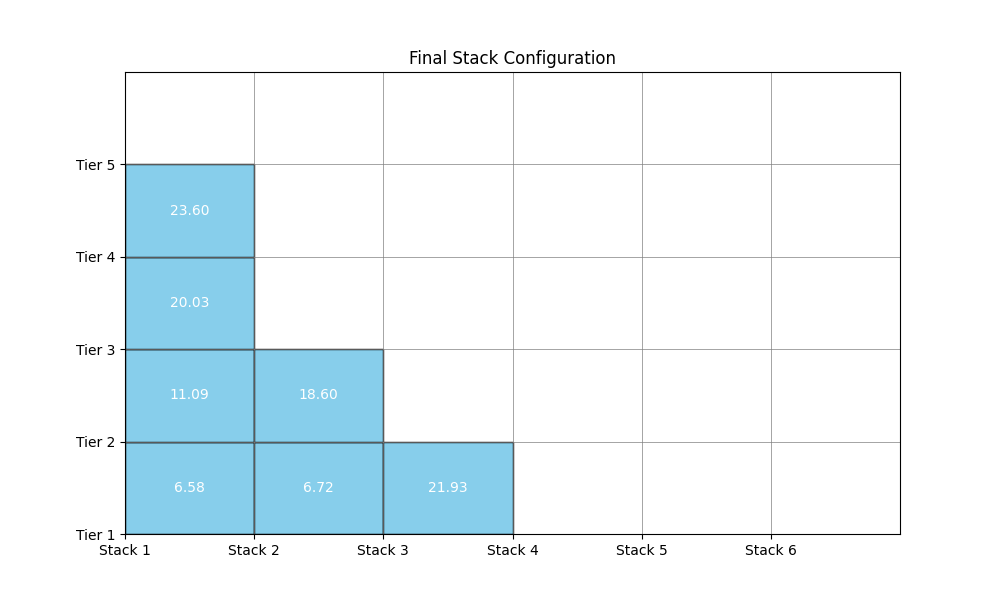 Final Stack Configuration
Tier 5
23.60
Tier 4
20.03
Tier 3
11.09 18.60
Tier 2
6.58 6.72 21.93
Tier 1
Stack 1 Stack 2 Stack 3 Stack 4 Stack 5 Stack 6